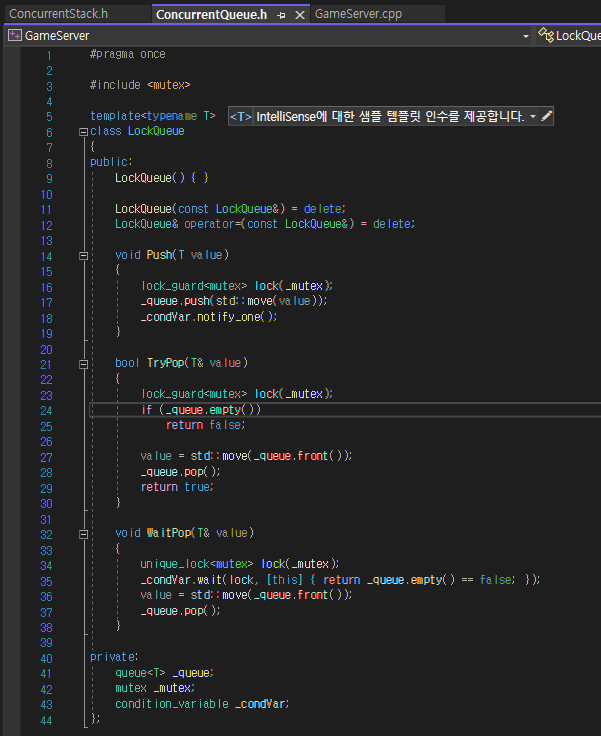 ConcurrentStack.h ConcurrentQueue.h GameServer.cpp
GameServer LockQue
1 #pragma once
2
3 #include <mutex>
4
5 template<typename T> <T> IntelliSense에 대한 샘플 템플릿 인수를 제공합니다.
6 class LockQueue
7 {
8 public:
9 LockQueue() { }
10
11 LockQueue(const LockQueue&) = delete;
12 LockQueue& operator=(const LockQueue&) = delete;
13
14 void Push(T value)
15 {
16 lock_guard<mutex> lock(_mutex);
17 _queue.push(std::move(value));
18 _condVar.notify_one();
19 }
20
21 bool TryPop(T& value)
22 {
23 lock_guard<mutex> lock(_mutex);
24 if (_queue.empty())
25 return false;
26
27 value = std::move(_queue.front());
28 _queue.pop();
29 return true;
30 }
31
32 void WaitPop(T& value)
33 {
34 unique_lock<mutex> lock(_mutex);
35 _condVar.wait(lock, [this] { return _queue.empty() == false; });
36 value = std::move(_queue.front());
37 _queue.pop();
38 }
39
40 private:
41 queue<T> _queue;
42 mutex _mutex;
43 condition_variable _condVar;
44 };